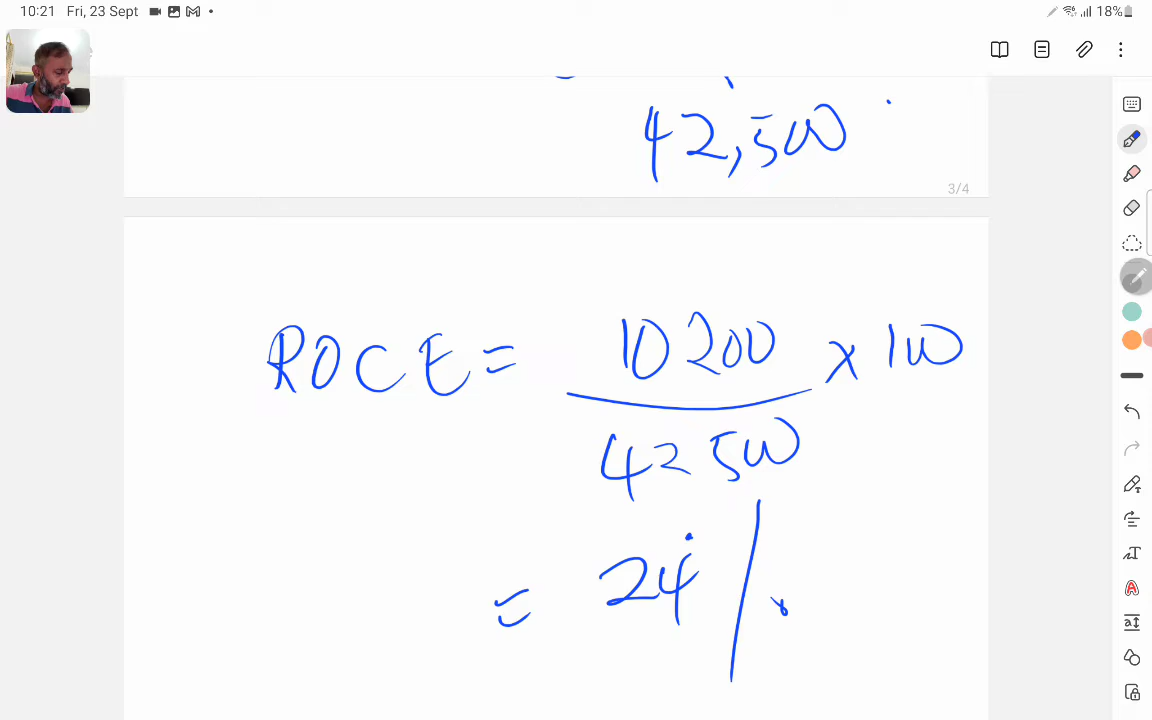 10:21 Fri, 23 Sept
18%
42,500
3/4
ROCE = 10200 x 100
42500
= 24 %